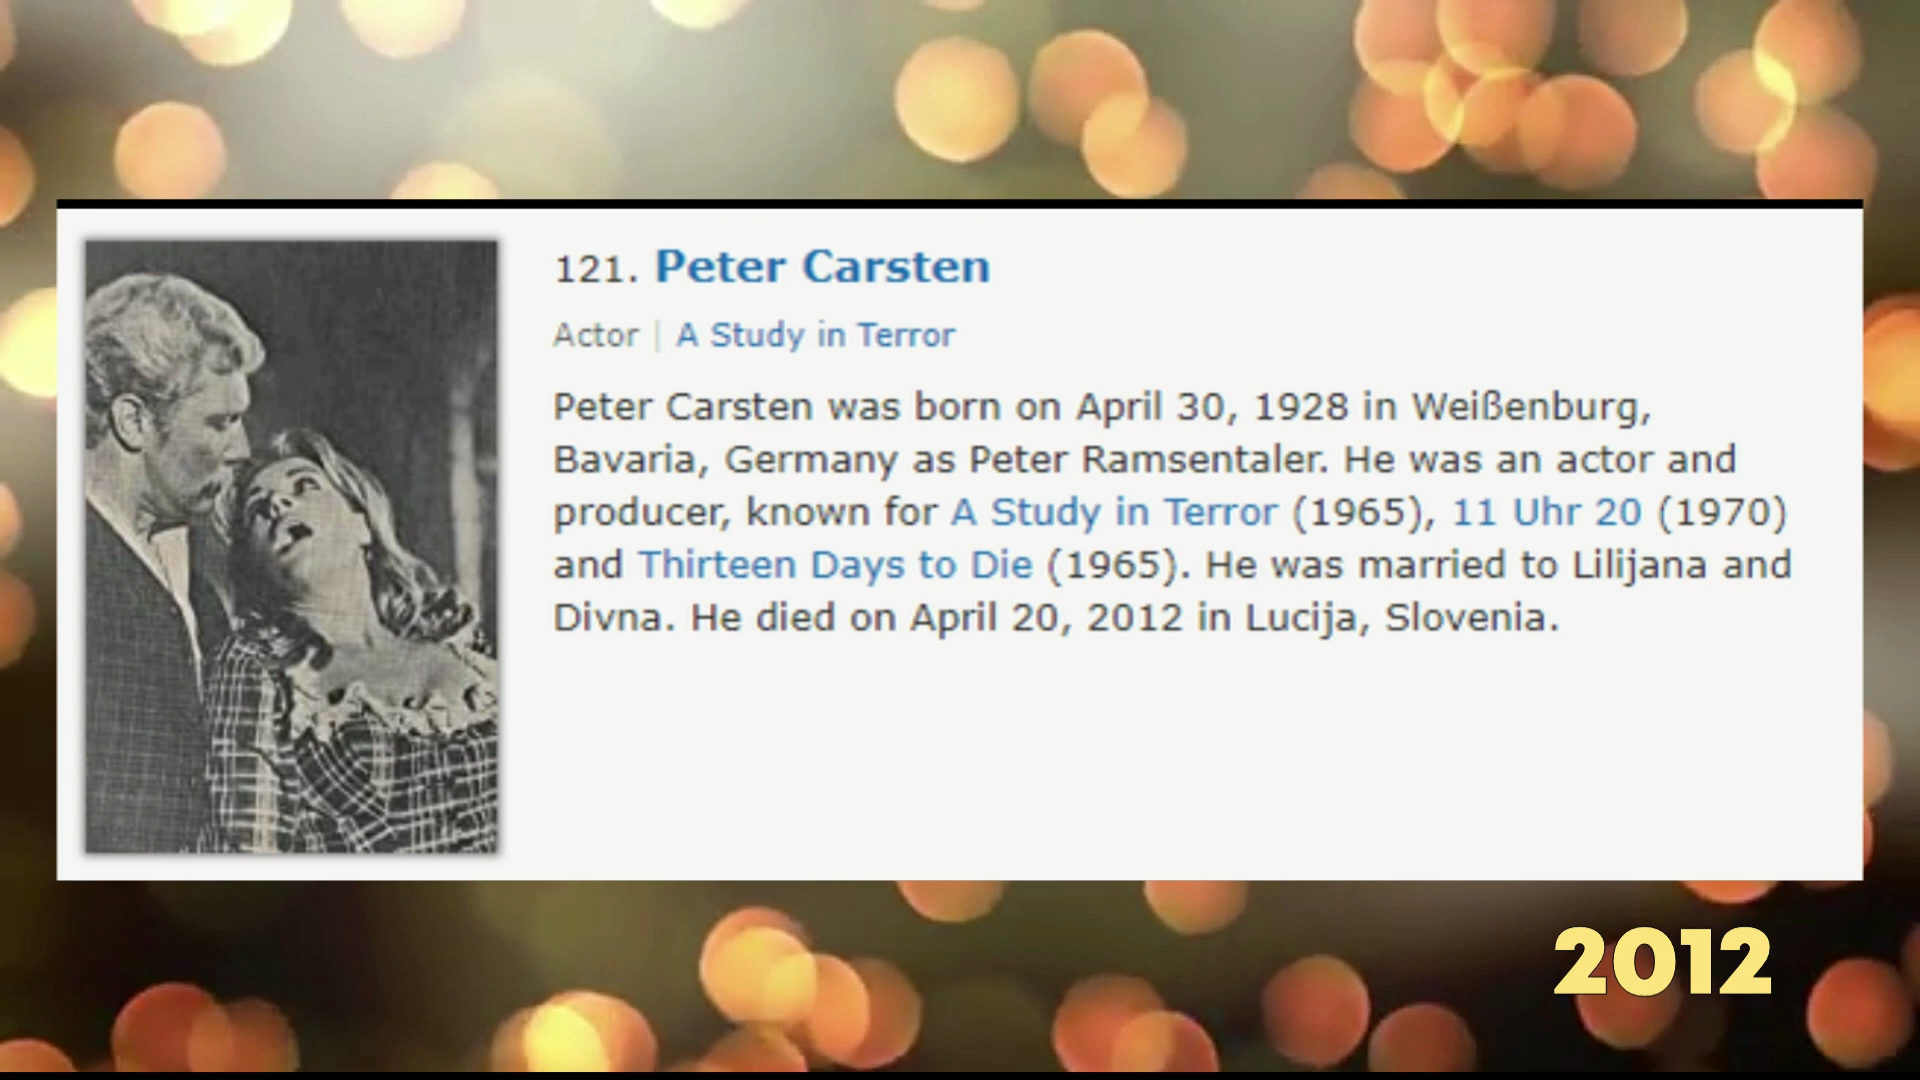 121. Peter Carsten
Actor | A Study in Terror
Peter Carsten was born on April 30, 1928 in Weißenburg,
Bavaria, Germany as Peter Ramsentaler. He was an actor and
producer, known for A Study in Terror (1965), 11 Uhr 20 (1970)
and Thirteen Days to Die (1965). He was married to Lilijana and
Divna. He died on April 20, 2012 in Lucija, Slovenia.
2012